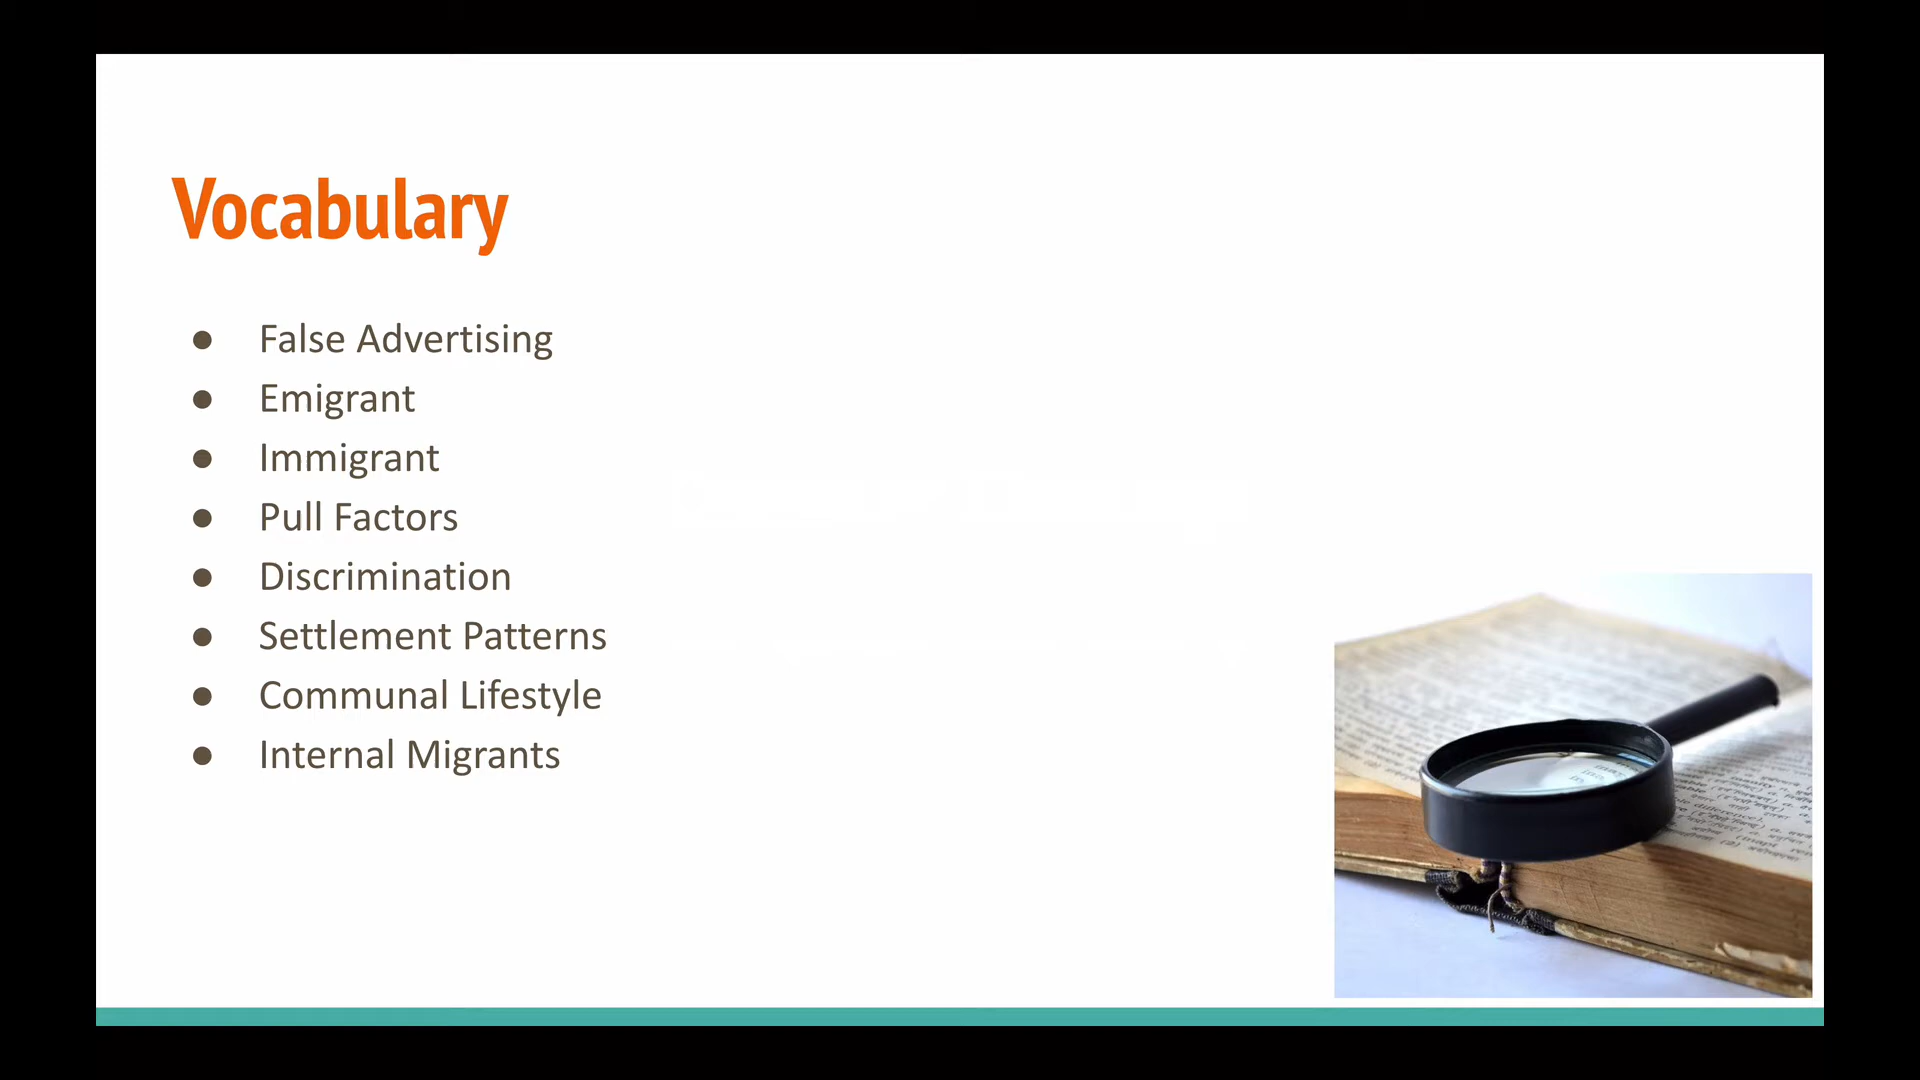 Vocabulary
● False Advertising
● Emigrant
● Immigrant
● Pull Factors
● Discrimination
● Settlement Patterns
● Communal Lifestyle
● Internal Migrants